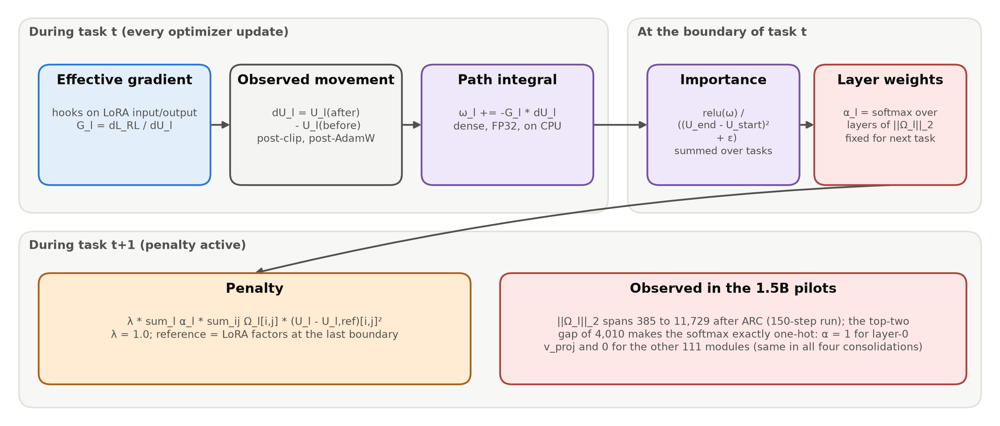 During task t (every optimizer update)
Effective gradient
hooks on LoRA input/output
G_l = dL_RL / dU_l
Observed movement
dU_l = U_l(after)
- U_l(before)
post-clip, post-AdamW
Path integral
ω_l += -G_l * dU_l
dense, FP32, on CPU
At the boundary of task t
Importance
relu(ω) /
((U_end - U_start)²
+ ε)
summed over tasks
Layer weights
α_l = softmax over
layers of ||Ω_l||_2
fixed for next task
During task t+1 (penalty active)
Penalty
λ * sum_l α_l * sum_ij Ω_l[i,j] * (U_l - U_l,ref)[i,j]²
λ = 1.0; reference = LoRA factors at the last boundary
Observed in the 1.5B pilots
||Ω_l||_2 spans 385 to 11,729 after ARC (150-step run); the top-two
gap of 4,010 makes the softmax exactly one-hot: α = 1 for layer-0
v_proj and 0 for the other 111 modules (same in all four consolidations)